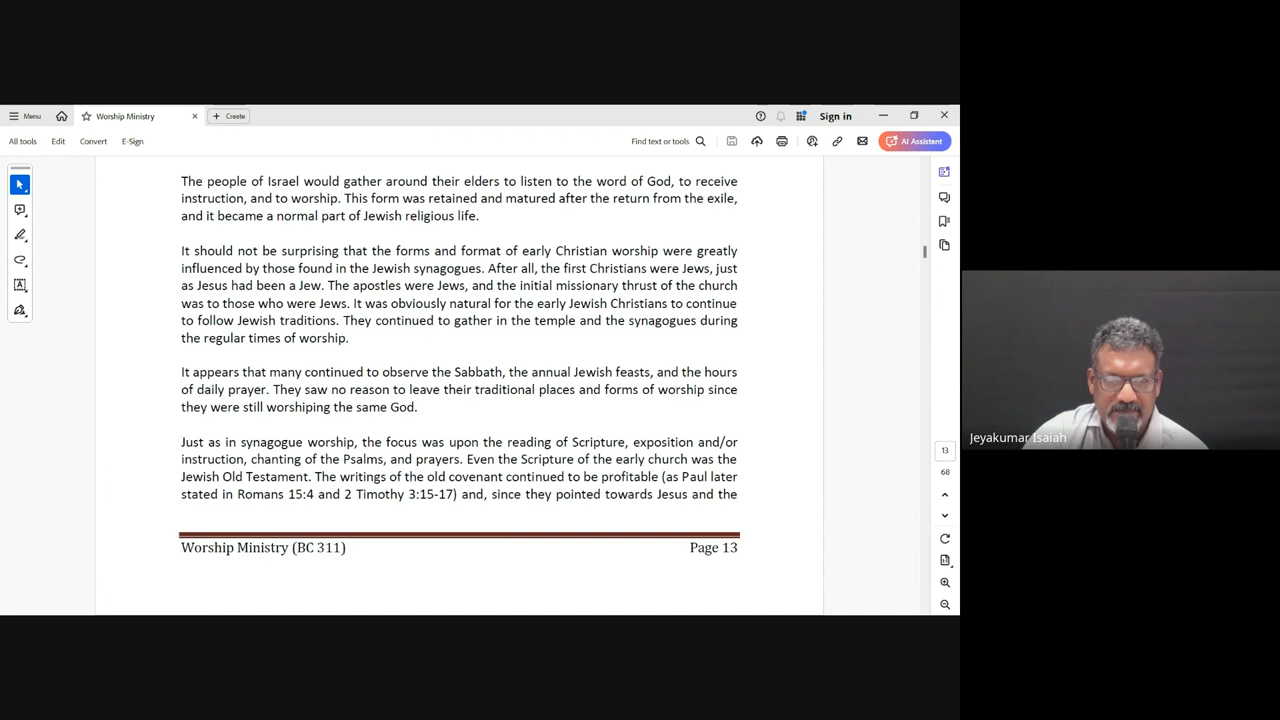 Menu
Worship Ministry
Create
Sign in
All tools
Edit
Convert
E-Sign
Find text or tools
AI Assistant
The people of Israel would gather around their elders to listen to the word of God, to receive
instruction, and to worship. This form was retained and matured after the return from the exile,
and it became a normal part of Jewish religious life.
It should not be surprising that the forms and format of early Christian worship were greatly
influenced by those found in the Jewish synagogues. After all, the first Christians were Jews, just
as Jesus had been a Jew. The apostles were Jews, and the initial missionary thrust of the church
was to those who were Jews. It was obviously natural for the early Jewish Christians to continue
to follow Jewish traditions. They continued to gather in the temple and the synagogues during
the regular times of worship.
It appears that many continued to observe the Sabbath, the annual Jewish feasts, and the hours
of daily prayer. They saw no reason to leave their traditional places and forms of worship since
they were still worshiping the same God.
Just as in synagogue worship, the focus was upon the reading of Scripture, exposition and/or
instruction, chanting of the Psalms, and prayers. Even the Scripture of the early church was the
Jewish Old Testament. The writings of the old covenant continued to be profitable (as Paul later
stated in Romans 15:4 and 2 Timothy 3:15-17) and, since they pointed towards Jesus and the
Worship Ministry (BC 311)
Page 13
13
68
Jeyakumar Isaiah